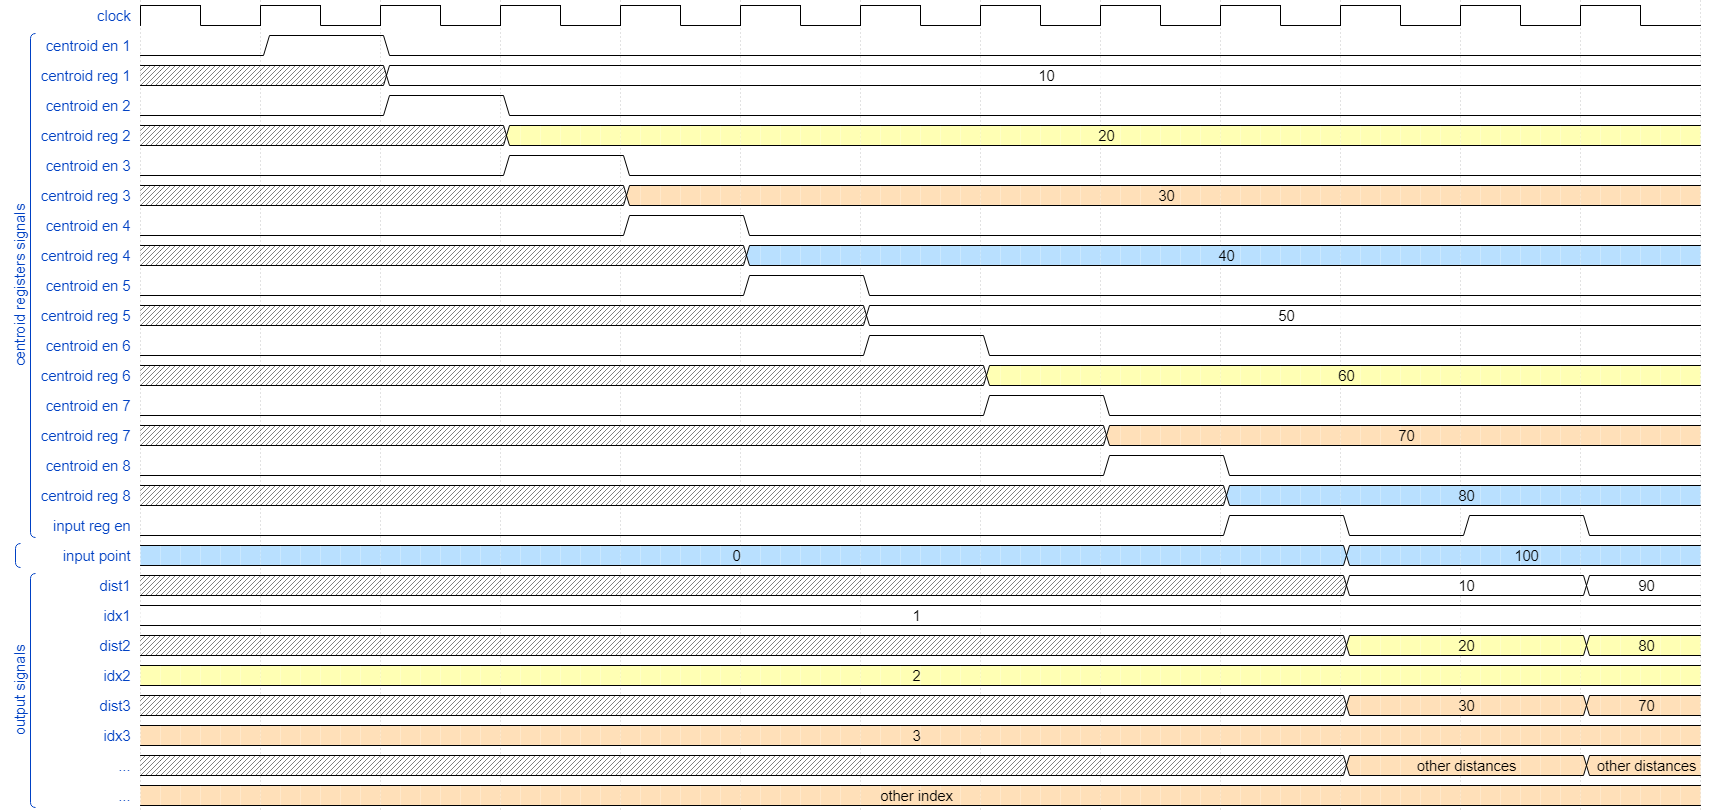 clock
centroid registers signals
centroid en 1
centroid reg 1 10
centroid en 2
centroid reg 2 20
centroid en 3
centroid reg 3 30
centroid en 4
centroid reg 4 40
centroid en 5
centroid reg 5 50
centroid en 6
centroid reg 6 60
centroid en 7
centroid reg 7 70
centroid en 8
centroid reg 8 80
input reg en
input point 0 100
output signals
dist1 10 90
idx1 1
dist2 20 80
idx2 2
dist3 30 70
idx3 3
... other distances other distances
... other index